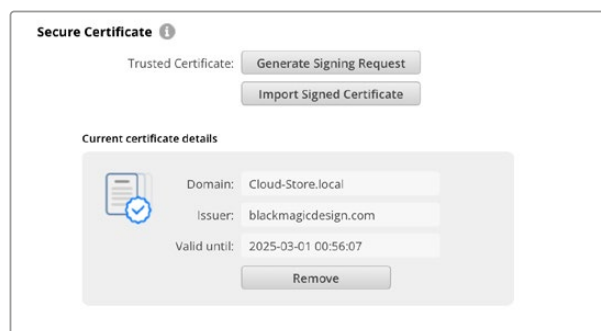 Secure Certificate
Trusted Certificate: Generate Signing Request
Import Signed Certificate
Current certificate details
Domain: Cloud-Store.local
Issuer: blackmagicdesign.com
Valid until: 2025-03-01 00:56:07
Remove